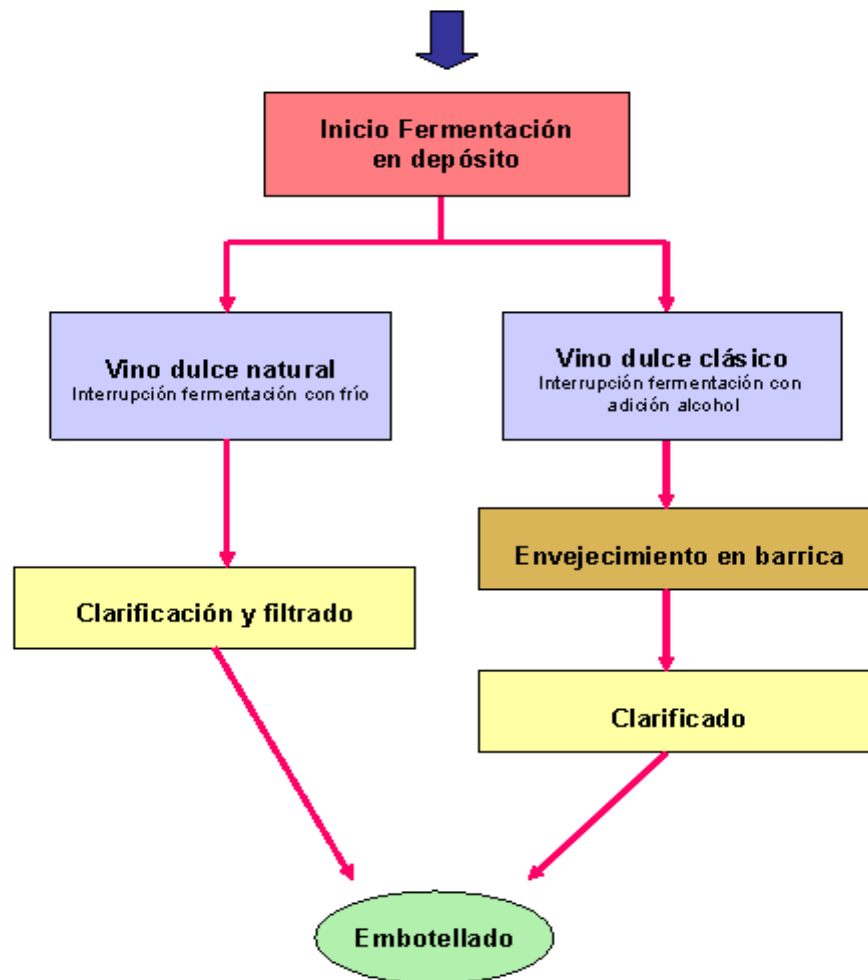 Inicio Fermentación
en depósito
Vino dulce natural
Interrupción fermentación con frío
Vino dulce clásico
Interrupción fermentación con
adición alcohol
Envejecimiento en barrica
Clarificación y filtrado
Clarificado
Embotellado